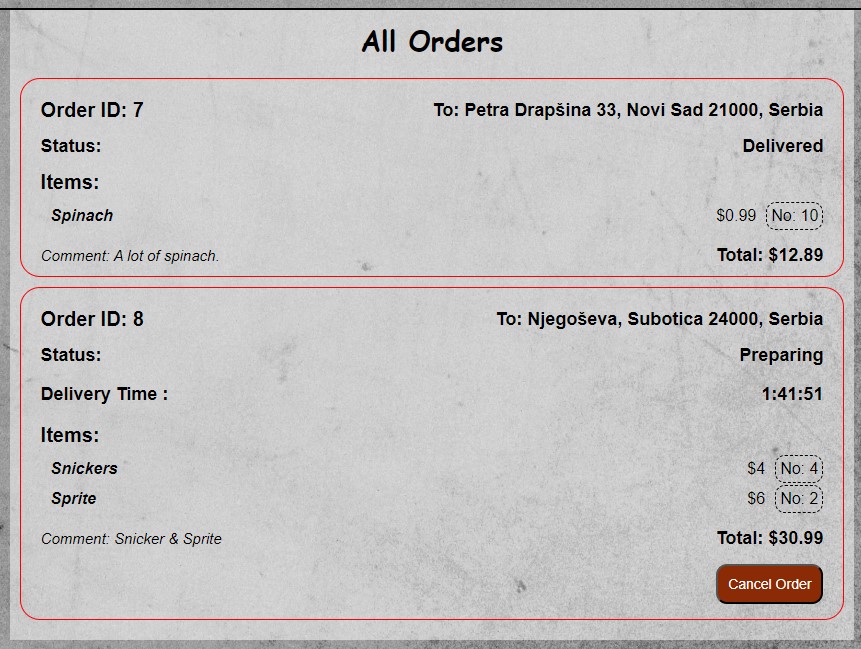 All Orders
Order ID: 7 To: Petra Drapšina 33, Novi Sad 21000, Serbia
Status: Delivered
Items:
Spinach $0.99 No: 10
Comment: A lot of spinach. Total: $12.89
Order ID: 8 To: Njegoševa, Subotica 24000, Serbia
Status: Preparing
Delivery Time : 1:41:51
Items:
Snickers $4 No: 4
Sprite $6 No: 2
Comment: Snicker & Sprite Total: $30.99
Cancel Order